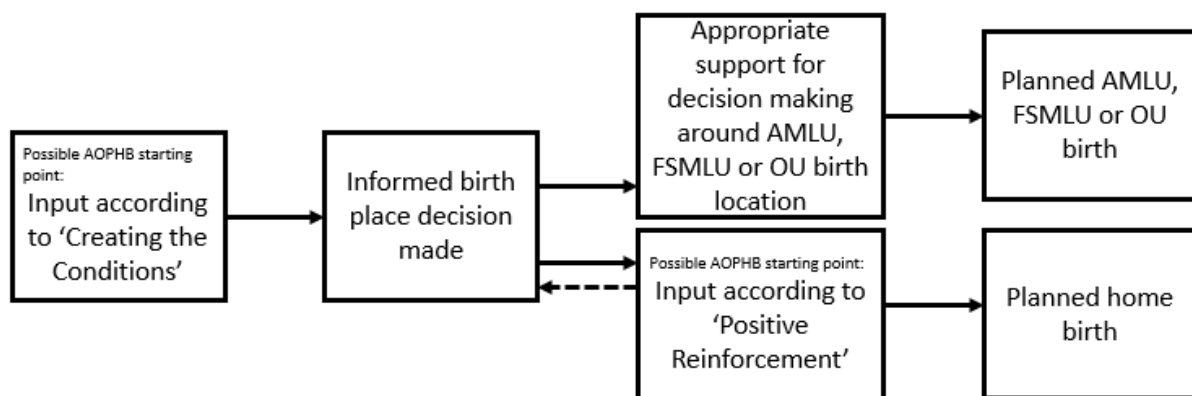 Possible AOPHB starting
point:
Input according
to ‘Creating the
Conditions’
Informed birth
place decision
made
Appropriate
support for
decision making
around AMLU,
FSMLU or OU birth
location
Planned AMLU,
FSMLU or OU
birth
Possible AOPHB starting point:
Input according to
‘Positive
Reinforcement’
Planned home
birth